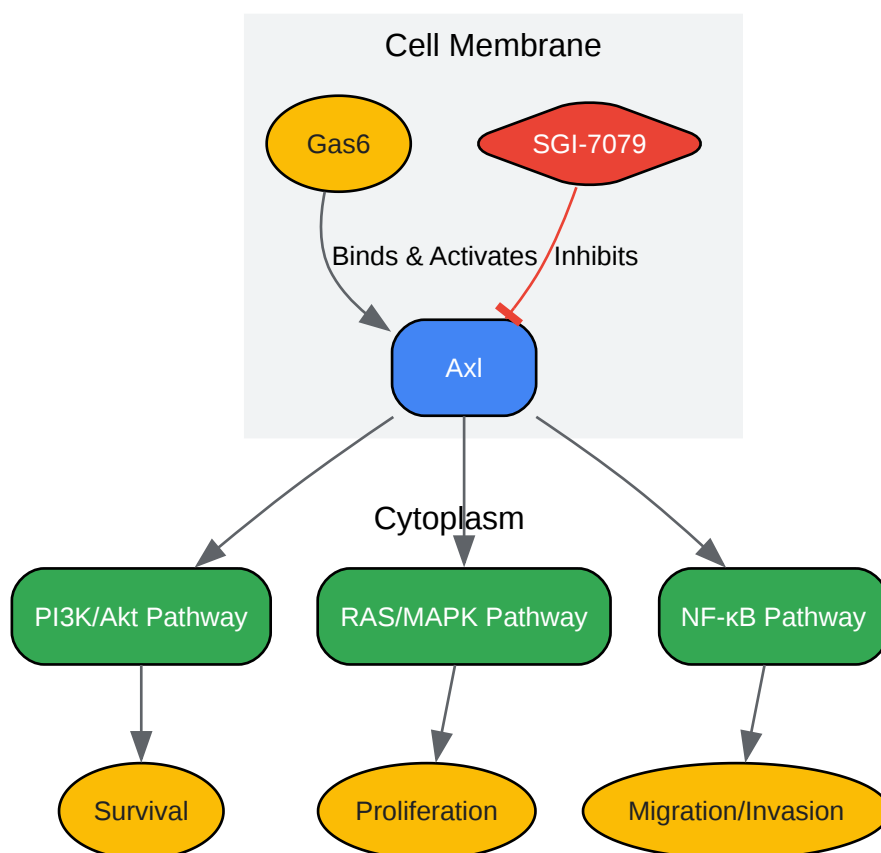 Cell Membrane
Gas6
SGI-7079
Binds & Activates
Inhibits
Axl
Cytoplasm
PI3K/Akt Pathway
RAS/MAPK Pathway
NF-κB Pathway
Survival
Proliferation
Migration/Invasion